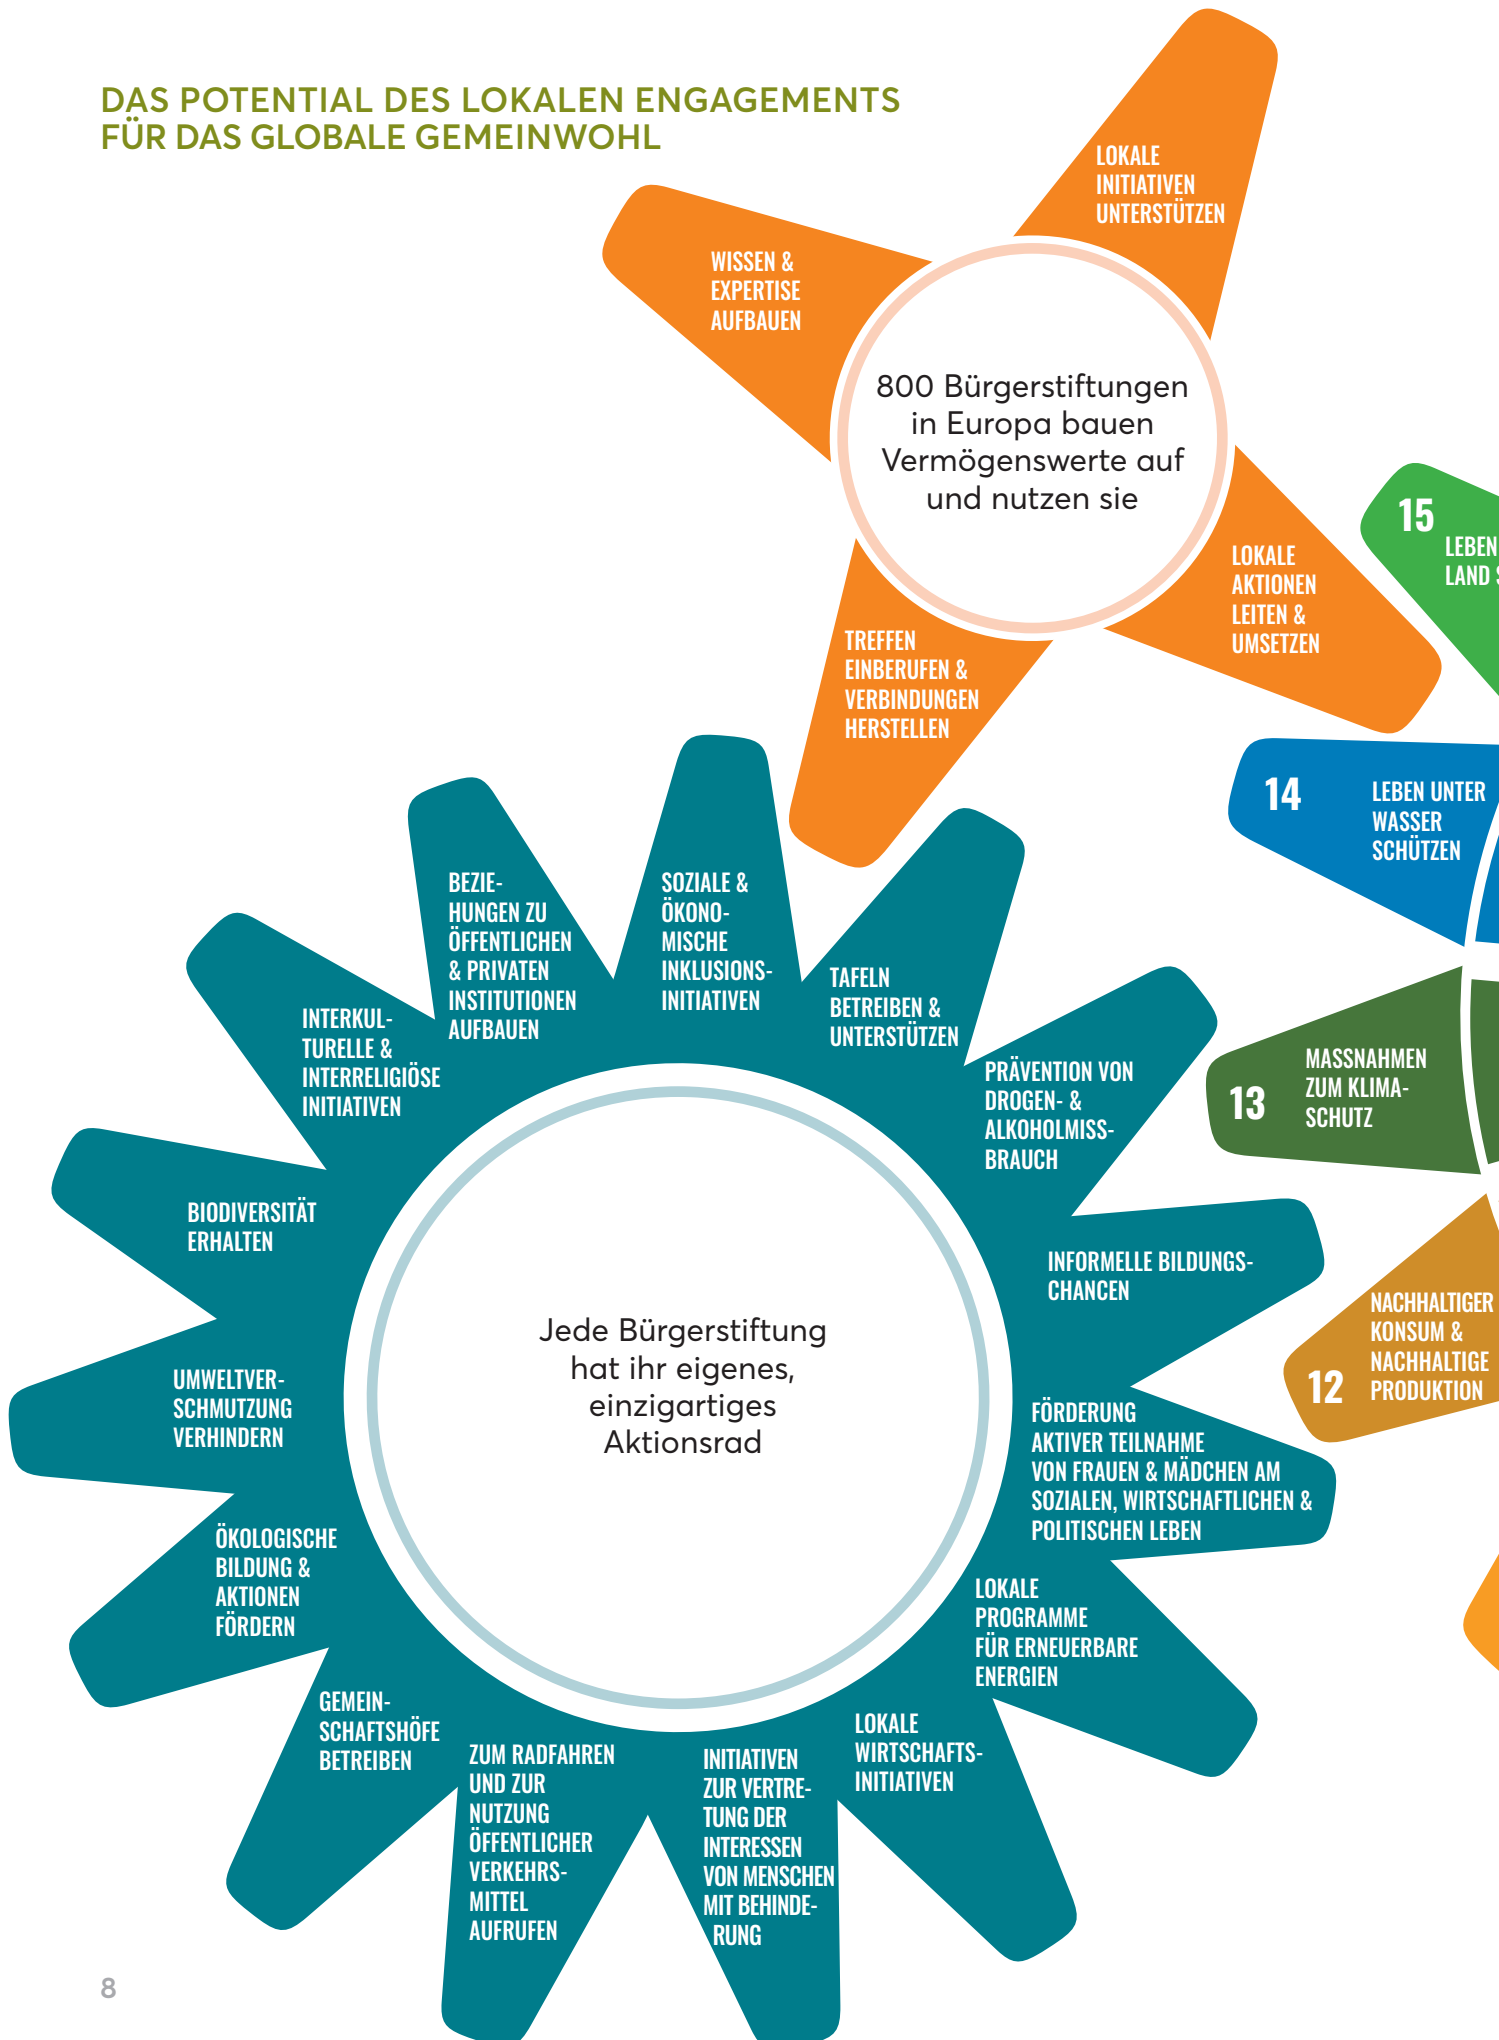 DAS POTENTIAL DES LOKALEN ENGAGEMENTS
FÜR DAS GLOBALE GEMEINWOHL
LOKALE
INITIATIVEN
UNTERSTÜTZEN
WISSEN &
EXPERTISE
AUFBAUEN
800 Bürgerstiftungen
in Europa bauen
Vermögenswerte auf
und nutzen sie
LOKALE
AKTIONEN
LEITEN &
UMSETZEN
TREFFEN
EINBERUFEN &
VERBINDUNGEN
HERSTELLEN
15
LEBEN
LAND
14
LEBEN UNTER
WASSER
SCHÜTZEN
13
MASSNAHMEN
ZUM KLIMA-
SCHUTZ
12
NACHHALTIGER
KONSUM &
NACHHALTIGE
PRODUKTION
BEZIE-
HUNGEN ZU
ÖFFENTLICHEN
& PRIVATEN
INSTITUTIONEN
AUFBAUEN
SOZIALE &
ÖKONO-
MISCHE
INKLUSIONS-
INITIATIVEN
TAFELN
BETREIBEN &
UNTERSTÜTZEN
PRÄVENTION VON
DROGEN- &
ALKOHOLMISS-
BRAUCH
INFORMELLE BILDUNGS-
CHANCEN
FÖRDERUNG
AKTIVER TEILNAHME
VON FRAUEN & MÄDCHEN AM
SOZIALEN, WIRTSCHAFTLICHEN &
POLITISCHEN LEBEN
LOKALE
PROGRAMME
FÜR ERNEUERBARE
ENERGIEN
LOKALE
WIRTSCHAFTS-
INITIATIVEN
INITIATIVEN
ZUR VERTRE-
TUNG DER
INTERESSEN
VON MENSCHEN
MIT BEHINDE-
RUNG
ZUM RADFAHREN
UND ZUR
NUTZUNG
ÖFFENTLICHER
VERKEHRS-
MITTEL
AUFRUFEN
GEMEIN-
SCHAFTSHÖFE
BETREIBEN
ÖKOLOGISCHE
BILDUNG &
AKTIONEN
FÖRDERN
UMWELTVER-
SCHMUTZUNG
VERHINDERN
BIODIVERSITÄT
ERHALTEN
INTERKUL-
TURELLE &
INTERRELIGIÖSE
INITIATIVEN
Jede Bürgerstiftung
hat ihr eigenes,
einzigartiges
Aktionsrad
8